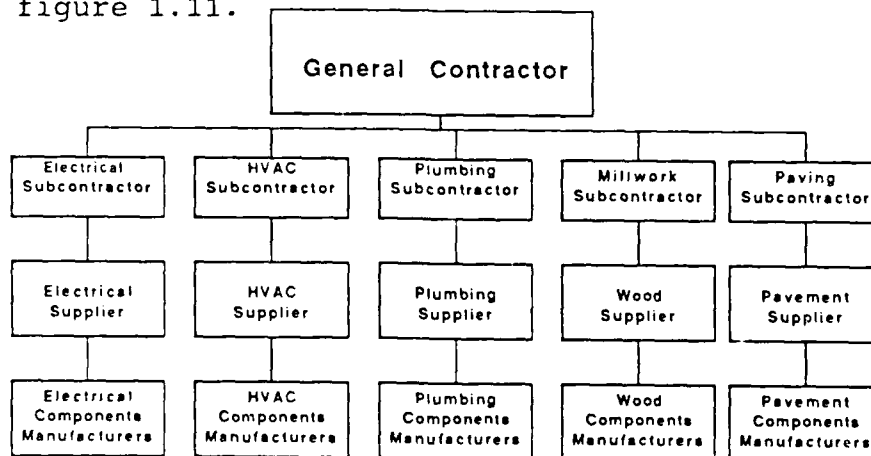 figure 1.11.
General Contractor
Electrical
Subcontractor
HVAC
Subcontractor
Plumbing
Subcontractor
Millwork
Subcontractor
Paving
Subcontractor
Electrical
Supplier
HVAC
Supplier
Plumbing
Supplier
Wood
Supplier
Pavement
Supplier
Electrical
Components
Manufacturers
HVAC
Components
Manufacturers
Plumbing
Components
Manufacturers
Wood
Components
Manufacturers
Pavement
Components
Manufacturers